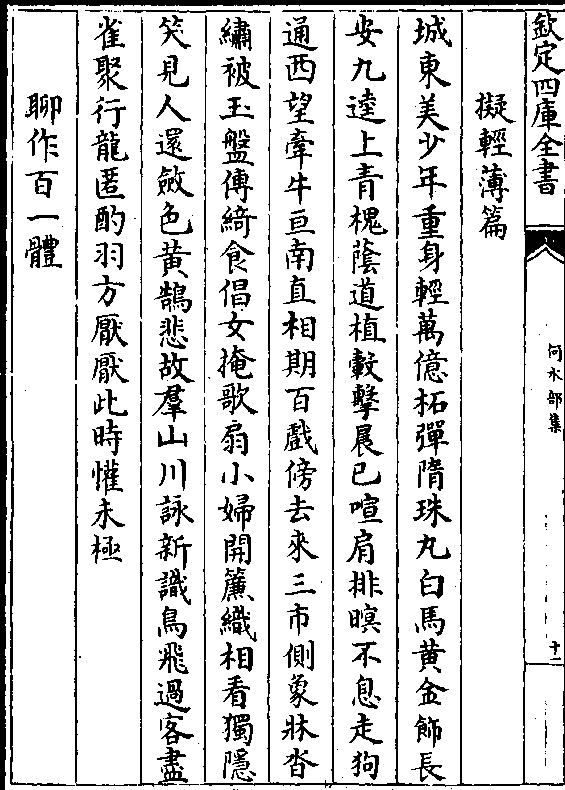 欽定四庫全書
何水部集
十一
擬輕薄篇
城東美少年重身輕萬億柘彈隋珠丸白馬黄金飾長
安九逵上青槐蔭道植轂擊晨已喧肩排暝不息走狗
通西望牽牛亘南直相期百戲傍去來三市側象牀沓
繡被玉盤傳綺食倡女掩歌扇小婦開簾織相看獨隱
笑見人還斂色黄鵠悲故羣山川詠新識鳥飛過客盡
雀聚行龍匿酌羽方厭厭此時懽未極
聊作百一體